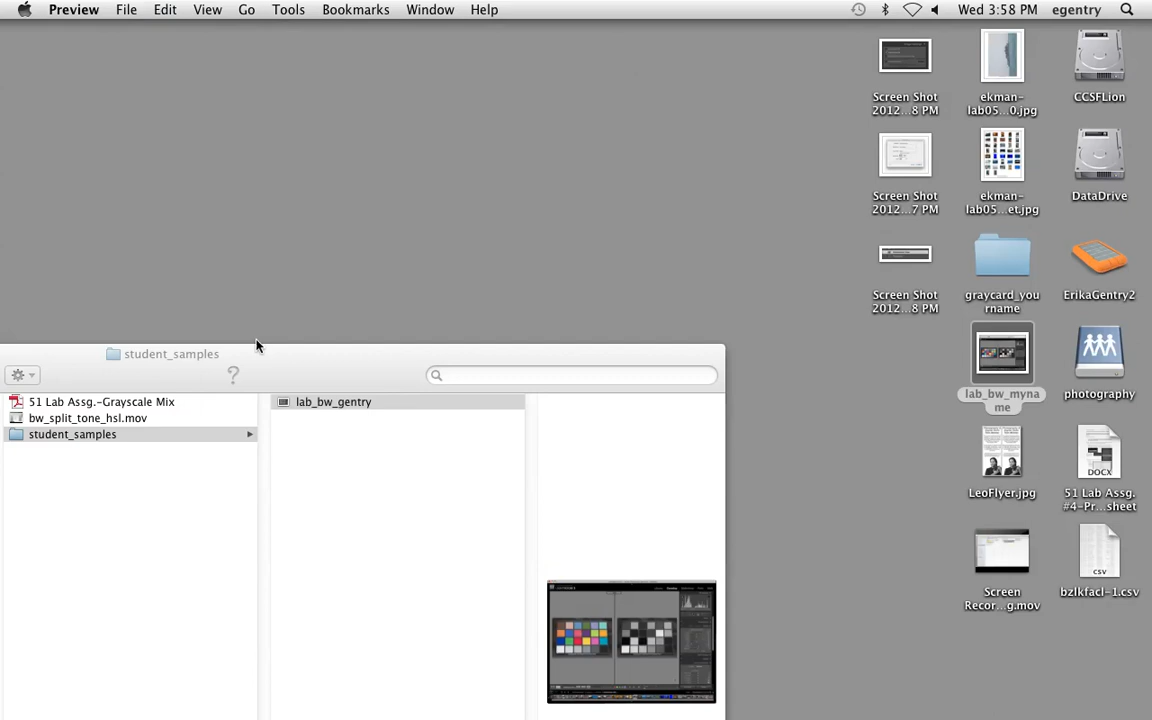 Preview File Edit View Go Tools Bookmarks Window Help Wed 3:58 PM egentry
Screen Shot
2012...8 PM
ekman-
lab05...0.jpg
CCSFLion
Screen Shot
2012...7 PM
ekman-
lab05...et.jpg
DataDrive
Screen Shot
2012...8 PM
graycard_you
rname
ErikaGentry2
lab_bw_myna
me
photography
LeoFlyer.jpg
DOCX
51 Lab Assg.
#4-Pr...sheet
Screen
Recor...g.mov
CSV
bzlkfacl-1.csv
student_samples
?
51 Lab Assg.-Grayscale Mix
bw_split_tone_hsl.mov
student_samples
lab_bw_gentry